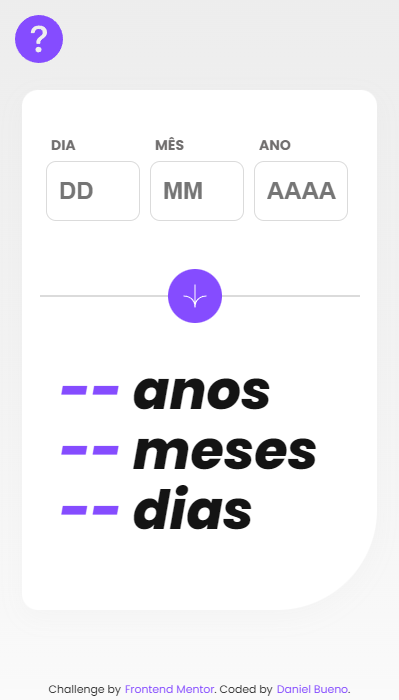 ?
DIA MÊS ANO
DD MM AAAA
-- anos
-- meses
-- dias
Challenge by Frontend Mentor. Coded by Daniel Bueno.